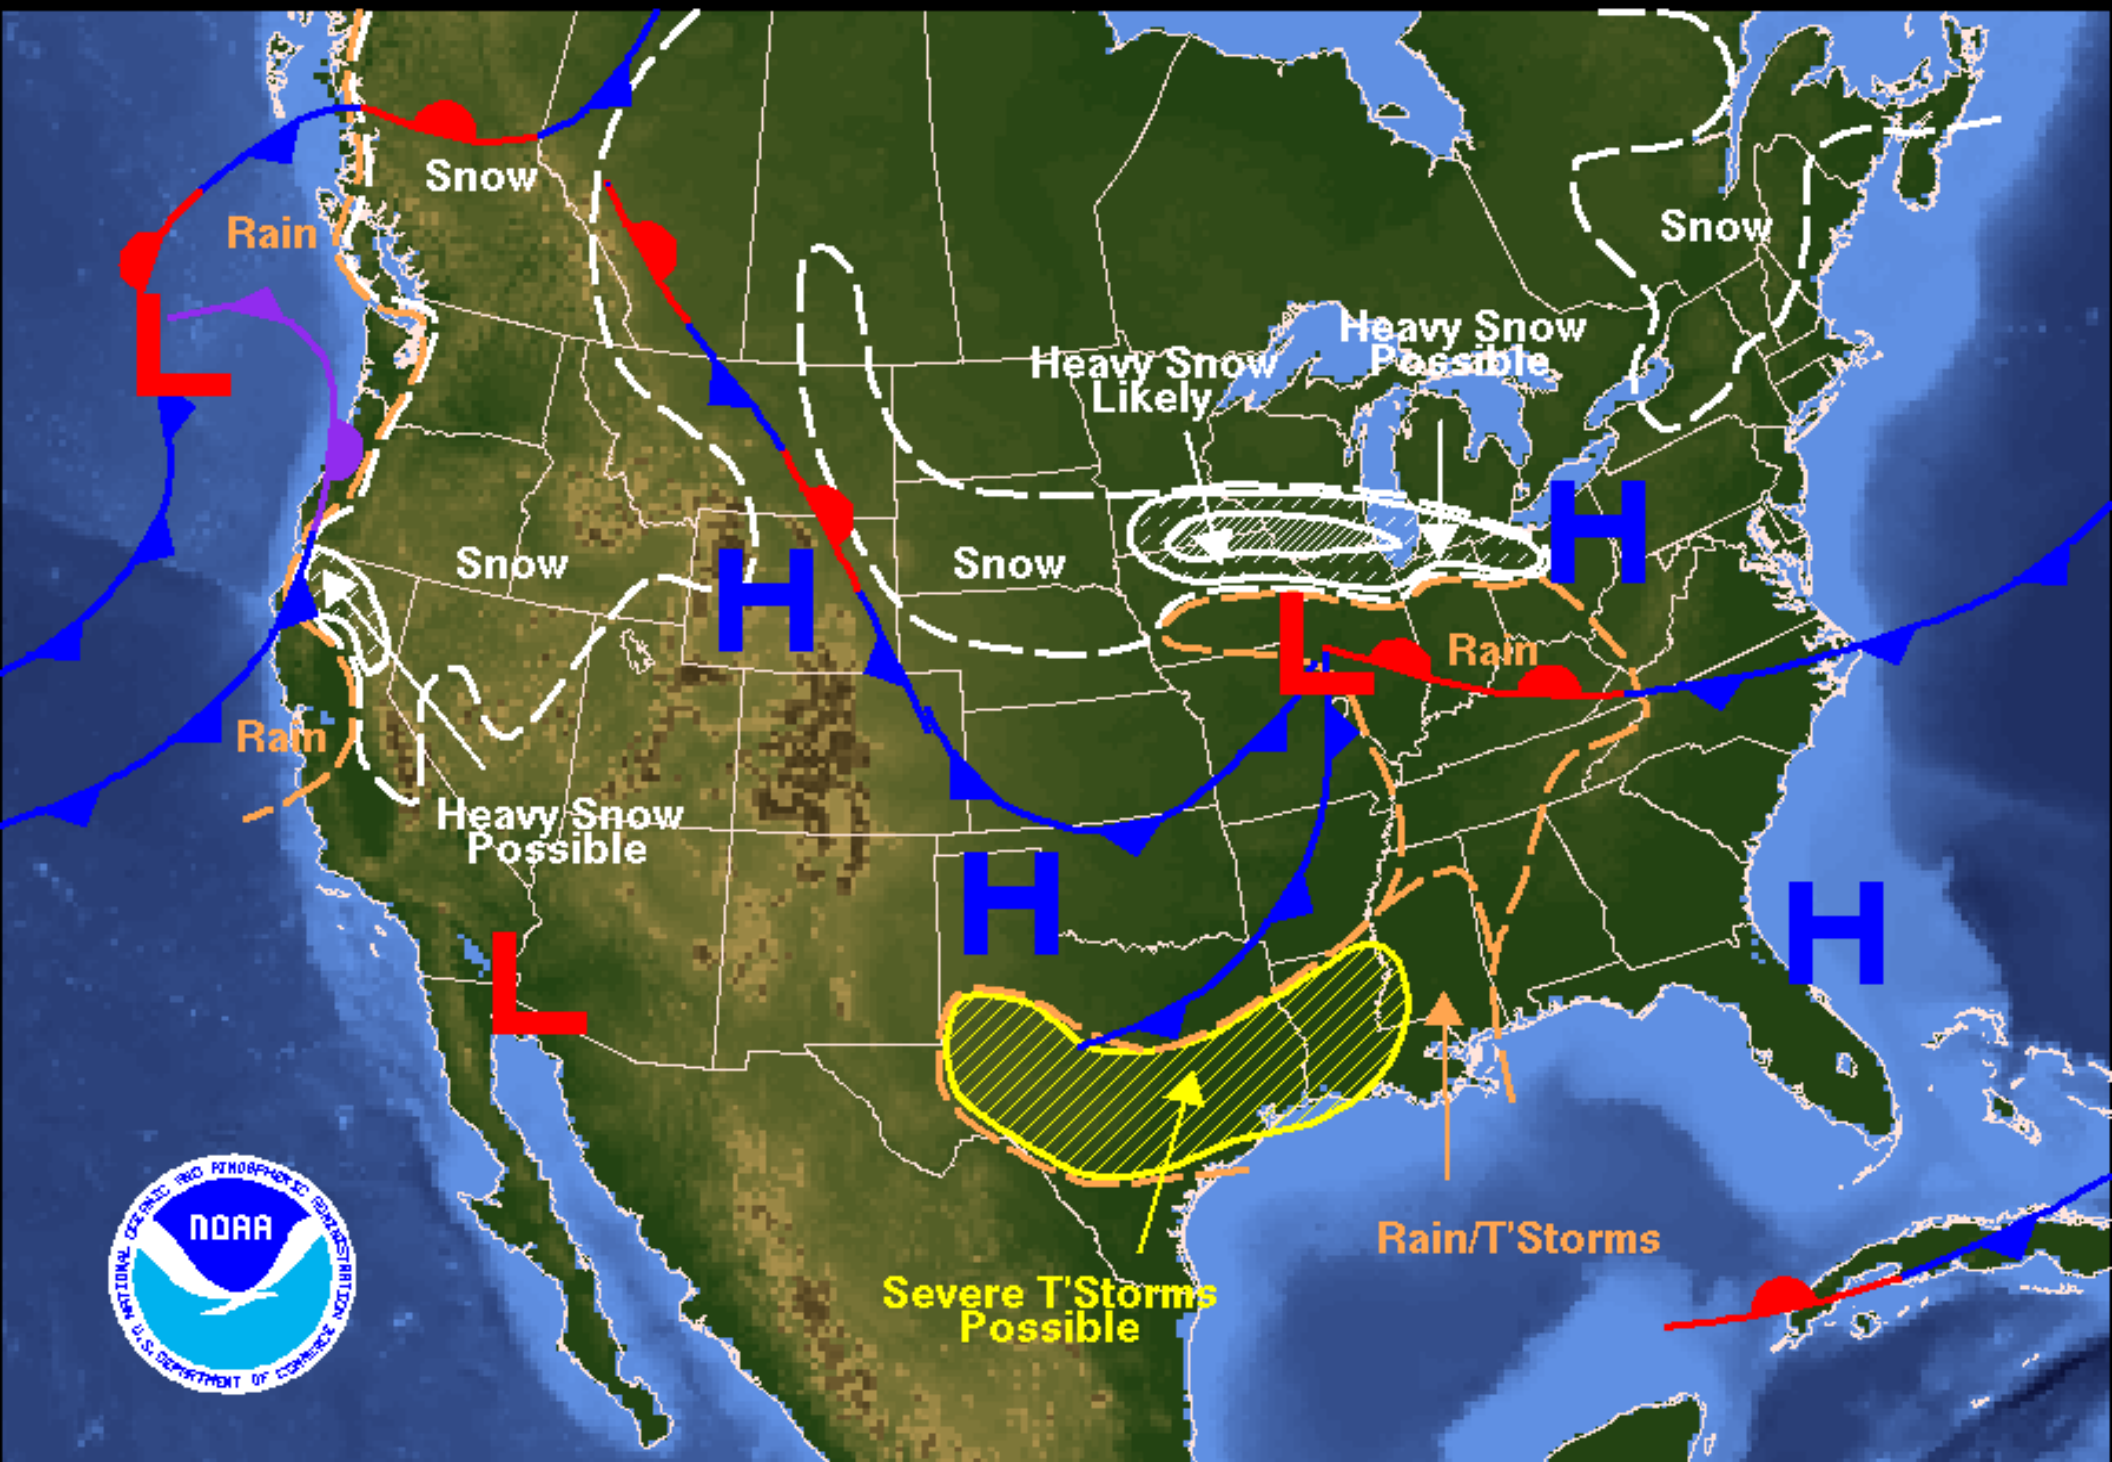 Snow
Rain
Snow
Heavy Snow
Possible
Heavy Snow
Likely
L
H
Snow
Snow
H
L
Rain
Rain
Heavy Snow
Possible
H
H
L
NATIONAL OCEANIC AND ATMOSPHERIC ADMINISTRATION
NOAA
U.S. DEPARTMENT OF COMMERCE
Rain/T'Storms
Severe T'Storms
Possible